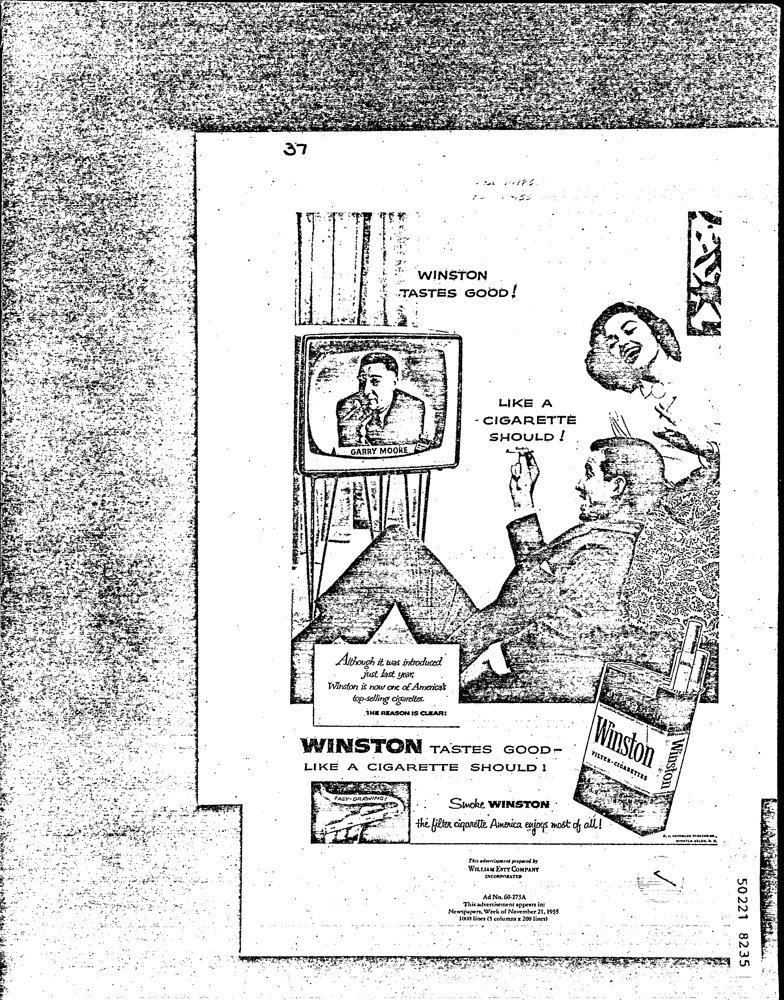 37
WINSTON
TASTES GOOD!
LIKE A
CIGARETTE
SHOULD!
GARRY MOORE
Although it was introduced
just last year,
Winston is now one of America's
top-selling cigarettes.
THE REASON IS CLEAR:
WINSTON TASTES GOOD-
LIKE A CIGARETTE SHOULD!
EASY-DRAWING!
Smoke WINSTON
the filter cigarette America enjoys most of all!
Winston
FILTER-CIGARETTES
Winston
R. J. REYNOLDS TOBACCO CO.,
WINSTON-SALEM, N. C.
This advertisement prepared by
WILLIAM ESTY COMPANY
INCORPORATED
Ad No. 60-273A
This advertisement appears in:
Newspapers, Week of November 21, 1955
1000 lines (5 columns x 200 lines)
50221 8235